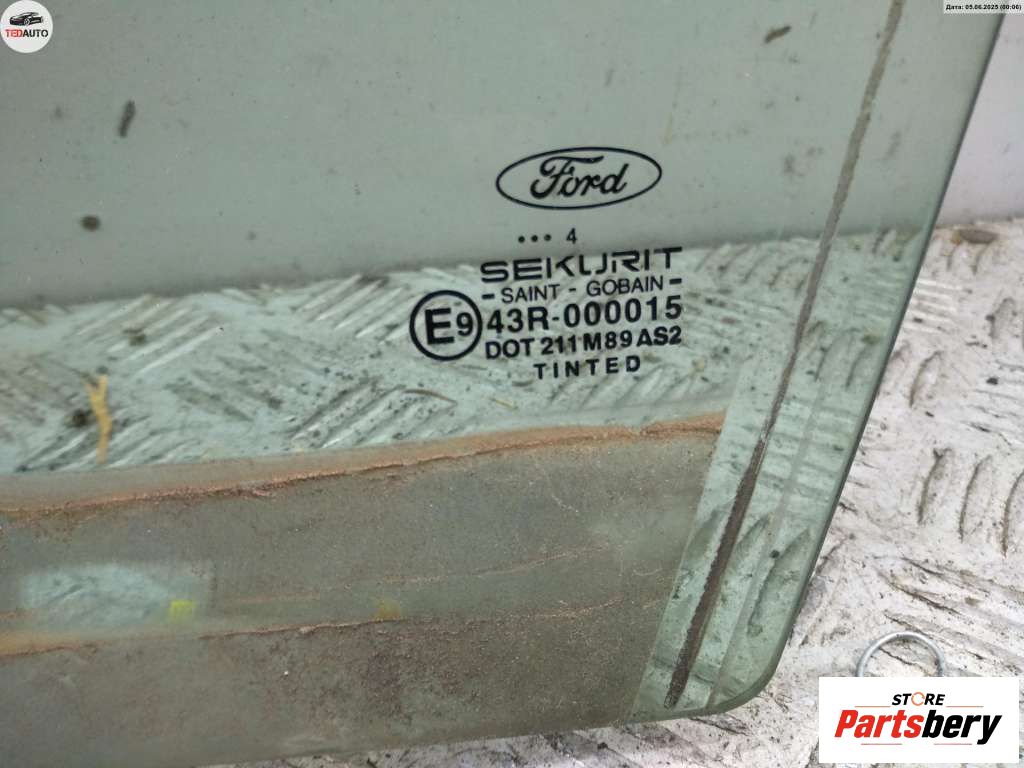 TEDAUTO
Дата: 05.06.2025 (00:06)
Ford
••• 4
SEKURIT
- SAINT - GOBAIN -
E9 43R-000015
DOT 211 M89 AS2
TINTED
STORE
Partsbery